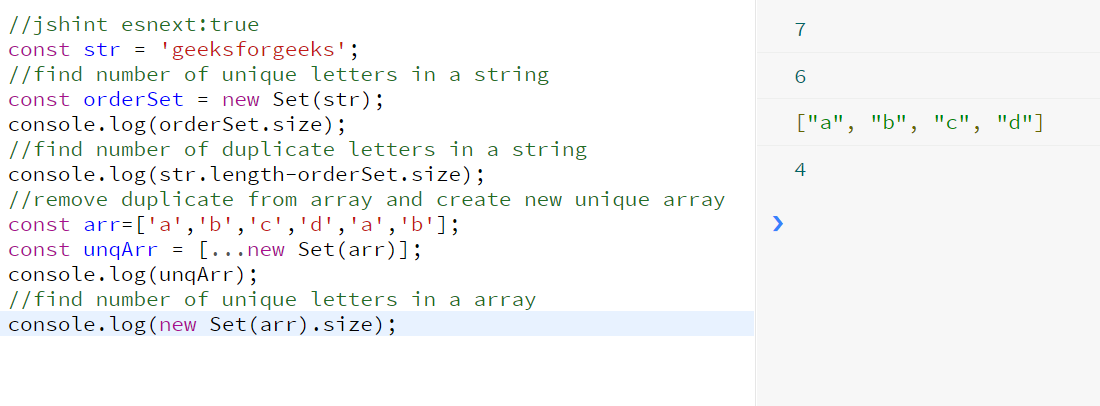 //jshint esnext:true
const str = 'geeksforgeeks';
//find number of unique letters in a string
const orderSet = new Set(str);
console.log(orderSet.size);
//find number of duplicate letters in a string
console.log(str.length-orderSet.size);
//remove duplicate from array and create new unique array
const arr=['a','b','c','d','a','b'];
const unqArr = [...new Set(arr)];
console.log(unqArr);
//find number of unique letters in a array
console.log(new Set(arr).size);
7
6
["a", "b", "c", "d"]
4
❯